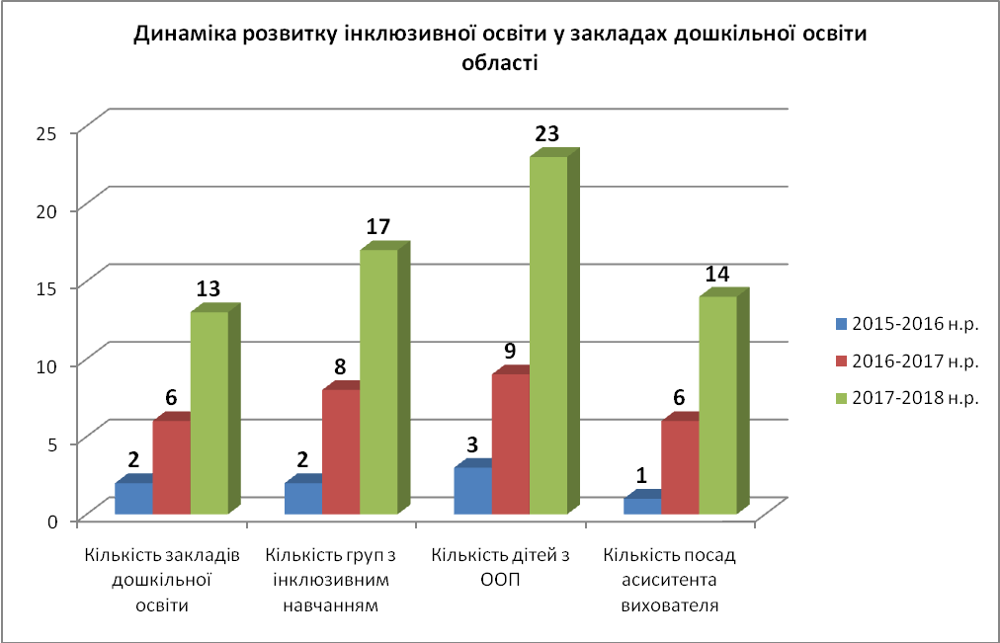 Динаміка розвитку інклюзивної освіти у закладах дошкільної освіти
області
25
20
15
10
5
0
2
6
13
2
8
17
3
9
23
1
6
14
Кількість закладів
дошкільної
освіти
Кількість груп з
інклюзивним
навчанням
Кількість дітей з
ООП
Кількість посад
асиситента
вихователя
2015-2016 н.р.
2016-2017 н.р.
2017-2018 н.р.